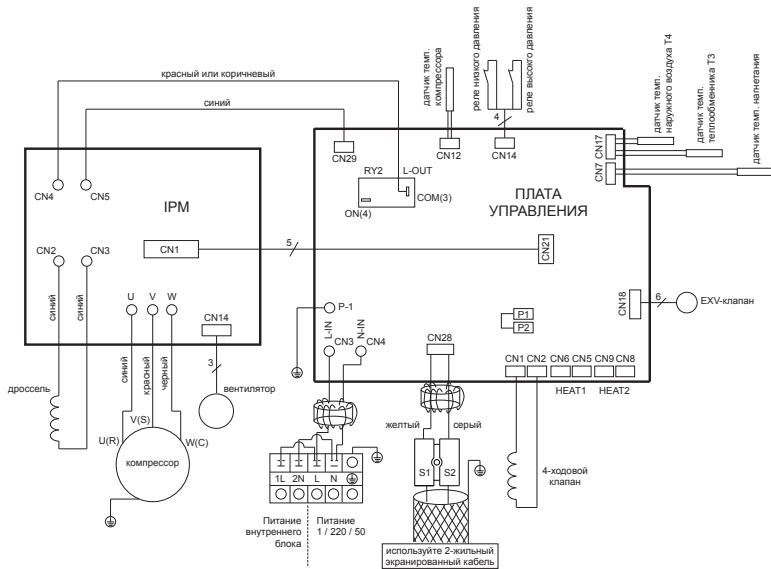 красный или коричневый
синий
датчик темп.
компрессора
реле низкого давления
реле высокго давления
4
датчик темп.
наружного воздуха Т4
датчик темп.
теплообменника Т3
датчик темп. нагнетания
CN29
CN12
CN14
CN17
CN7
RY2
L-OUT
COM(3)
ON(4)
ПЛАТА
УПРАВЛЕНИЯ
CN4
CN5
IPM
CN2
CN3
CN1
5
CN21
U
V
W
CN14
3
синий
синий
синий
красный
черный
дроссель
вентилятор
V(S)
U(R)
W(C)
компрессор
P-1
L-IN
N-IN
CN3
CN4
CN28
P1
P2
CN18
6
EXV-клапан
CN1
CN2
CN6
CN5
CN9
CN8
HEAT1
HEAT2
желтый
серый
S1
S2
4-ходовой
клапан
1L
2N
L
N
Питание
внутреннего
блока
Питание
1 / 220 / 50
используйте 2-жильный
экранированный кабель